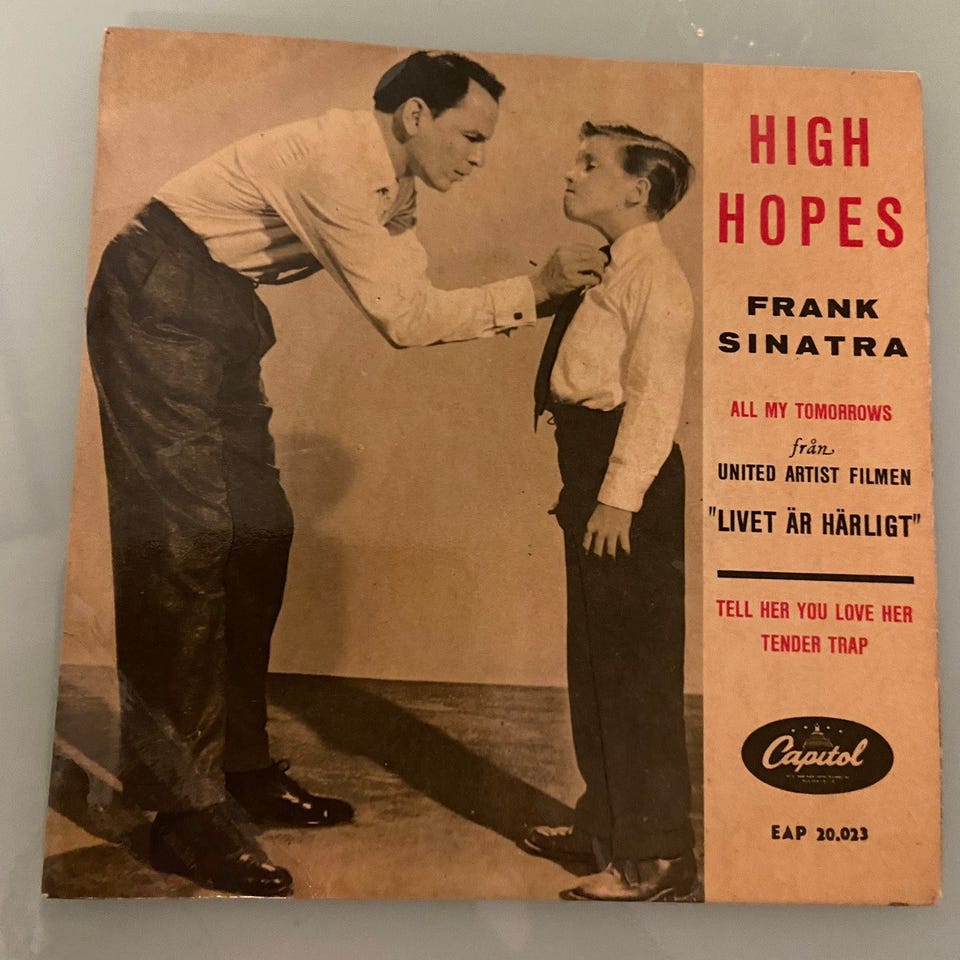 HIGH
HOPES
FRANK
SINATRA
ALL MY TOMORROWS
från
UNITED ARTIST FILMEN
"LIVET ÄR HÄRLIGT"
TELL HER YOU LOVE HER
TENDER TRAP
Capitol
EAP 20.023